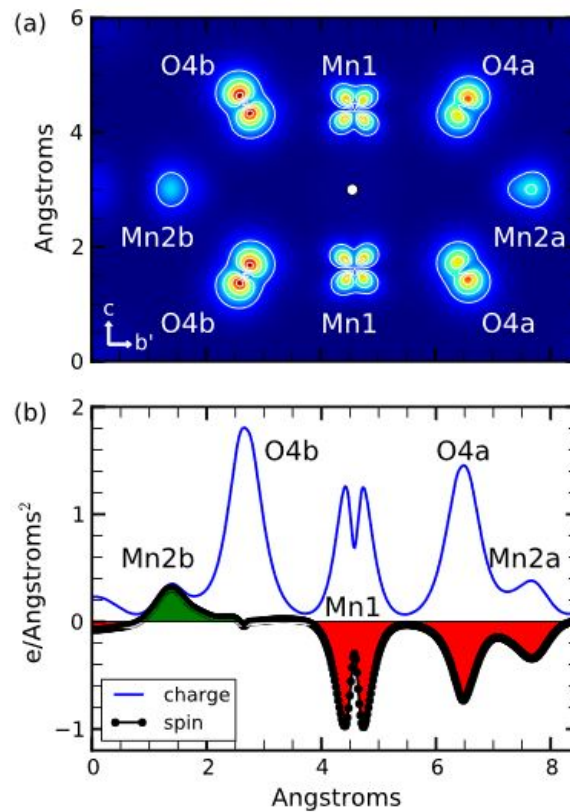 (a)
6
O4b Mn1 O4a
4
Angstroms
Mn2b Mn2a
2
c
b'
O4b Mn1 O4a
0
(b)
2
O4b O4a
e/Angstroms²
1
Mn2b Mn2a
Mn1
0
charge
spin
−1
0 2 4 6 8
Angstroms